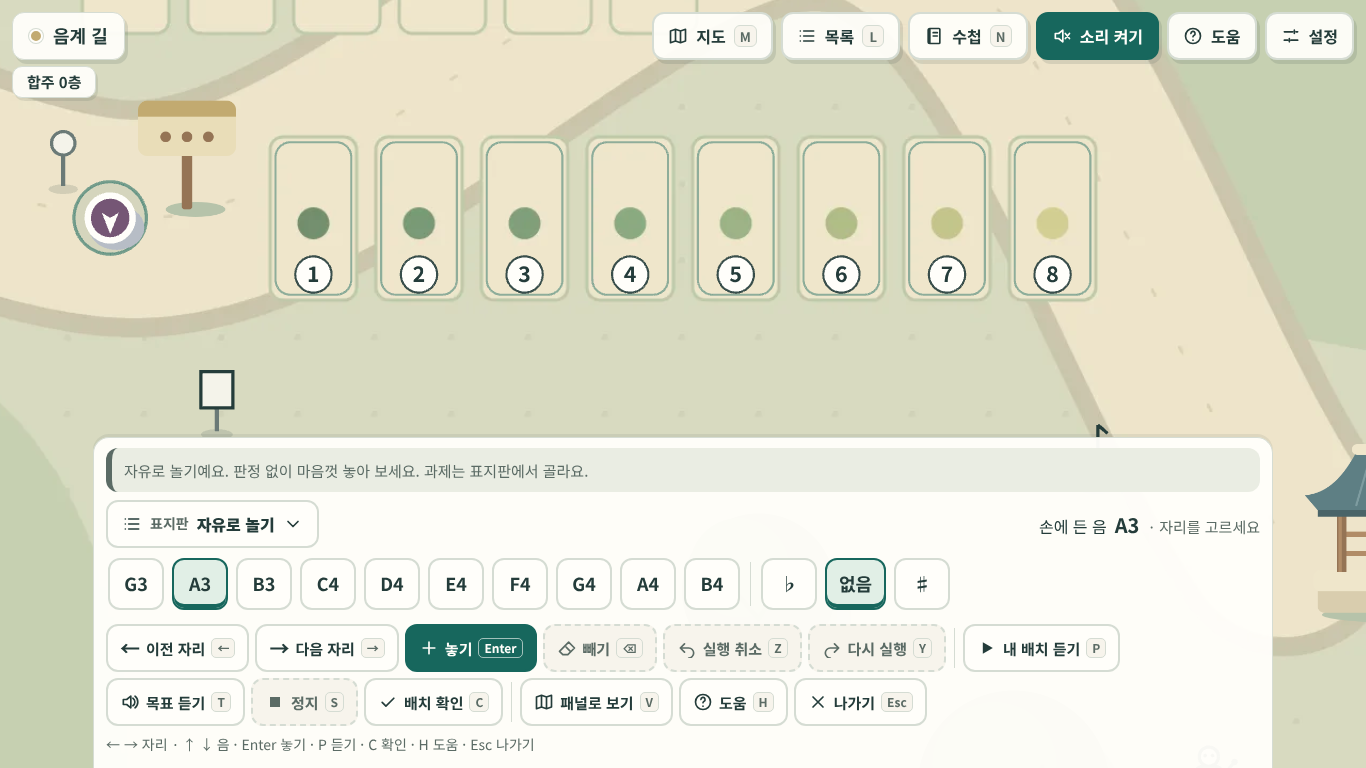 음계 길
지도 M
목록 L
수첩 N
소리 켜기
도움
설정
합주 0층
1 2 3 4 5 6 7 8
자유로 놀기예요. 판정 없이 마음껏 놓아 보세요. 과제는 표지판에서 골라요.
표지판 자유로 놀기
손에 든 음 A3 · 자리를 고르세요
G3 A3 B3 C4 D4 E4 F4 G4 A4 B4 ♭ 없음 ♯
← 이전 자리 ← → 다음 자리 → + 놓기 Enter 빼기 ⌫ 실행 취소 Z 다시 실행 Y 내 배치 듣기 P
목표 듣기 T 정지 S 배치 확인 C 패널로 보기 V 도움 H 나가기 Esc
← → 자리 · ↑ ↓ 음 · Enter 놓기 · P 듣기 · C 확인 · H 도움 · Esc 나가기